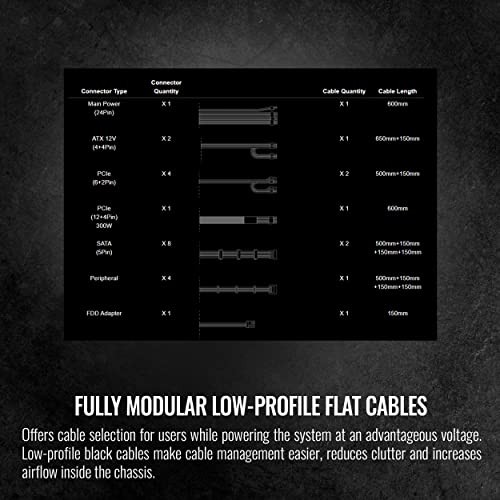 Connector Type Connector Quantity Cable Quantity Cable Length
Main Power (24Pin) X 1 X 1 600mm
ATX 12V (4+4Pin) X 2 X 1 650mm+150mm
PCIe (6+2Pin) X 4 X 2 500mm+150mm
PCIe (12+4Pin) 300W X 1 X 1 600mm
SATA (5Pin) X 8 X 2 500mm+150mm +150mm+150mm
Peripheral X 4 X 1 500mm+150mm +150mm+150mm
FDD Adapter X 1 X 1 150mm
FULLY MODULAR LOW-PROFILE FLAT CABLES
Offers cable selection for users while powering the system at an advantageous voltage.
Low-profile black cables make cable management easier, reduces clutter and increases
airflow inside the chassis.